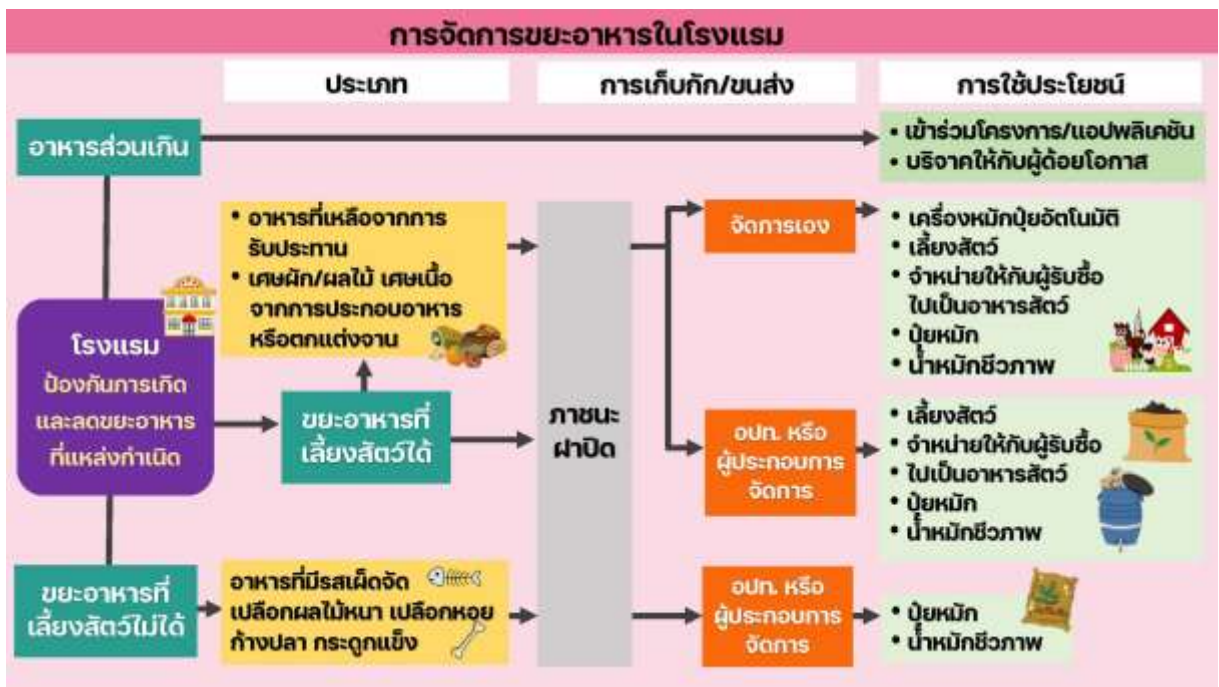 การจัดการขยะอาหารในโรงแรม
ประเภท
การเก็บกัก/ขนส่ง
การใช้ประโยชน์
อาหารส่วนเกิน
• เข้าร่วมโครงการ/แอปพลิเคชัน
• บริจาคให้กับผู้ด้อยโอกาส
• อาหารที่เหลือจากการ
รับประทาน
• เศษผัก/ผลไม้ เศษเนื้อ
จากการประกอบอาหาร
หรือตกแต่งจาน
จัดการเอง
• เครื่องหมักปุ๋ยอัตโนมัติ
• เลี้ยงสัตว์
• จำหน่ายให้กับผู้รับซื้อ
ไปเป็นอาหารสัตว์
• ปุ๋ยหมัก
• น้ำหมักชีวภาพ
โรงแรม
ป้องกันการเกิด
และลดขยะอาหาร
ที่แหล่งกำเนิด
ขยะอาหารที่
เลี้ยงสัตว์ได้
ภาชนะ
ฝาปิด
อปท. หรือ
ผู้ประกอบการ
จัดการ
• เลี้ยงสัตว์
• จำหน่ายให้กับผู้รับซื้อ
• ไปเป็นอาหารสัตว์
• ปุ๋ยหมัก
• น้ำหมักชีวภาพ
ขยะอาหารที่
เลี้ยงสัตว์ไม่ได้
อาหารที่มีรสเผ็ดจัด
เปลือกผลไม้หนา เปลือกหอย
ก้างปลา กระดูกแข็ง
อปท. หรือ
ผู้ประกอบการ
จัดการ
• ปุ๋ยหมัก
• น้ำหมักชีวภาพ